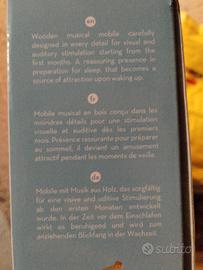 en
Wooden musical mobile carefully
designed in every detail for visual and
auditory stimulation starting from the
first months. A reassuring presence in
preparation for sleep, that becomes a
source of attraction upon waking up.
fr
Mobile musical en bois conçu dans les
moindres détails pour une stimulation
visuelle et auditive dès les premiers
mois. Présence rassurante pour préparer
au sommeil, il devient un amusement
attractif pendant les moments de veille.
de
Mobile mit Musik aus Holz, das sorgfältig
für eine visive und auditive Stimulierung
ab den ersten Monaten entwickelt
wurde. In der Zeit vor dem Einschlafen
wirkt es beruhigend und wird zum
anziehenden Blickfang in der Wachzeit.
subito